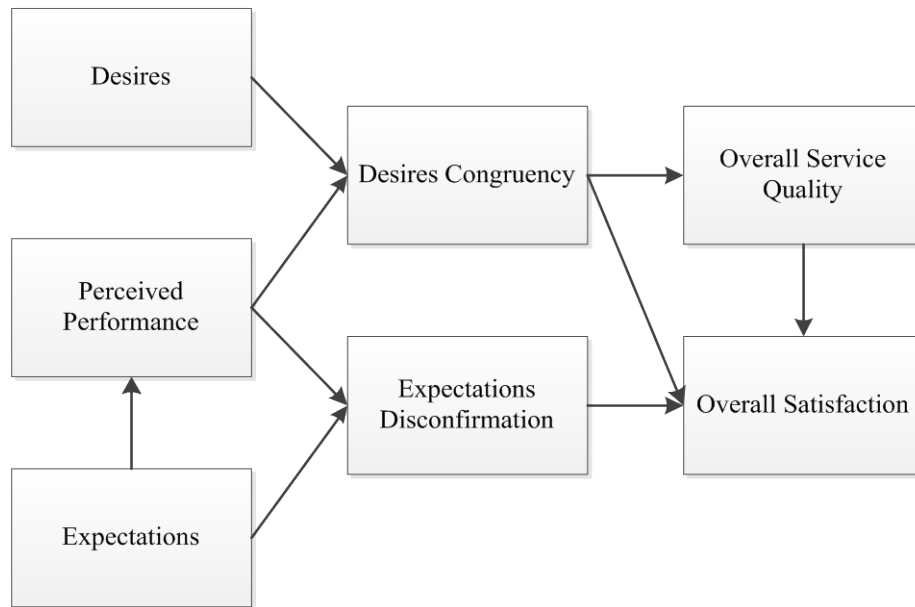 Desires
Desires Congruency
Overall Service
Quality
Perceived
Performance
Expectations
Disconfirmation
Overall Satisfaction
Expectations